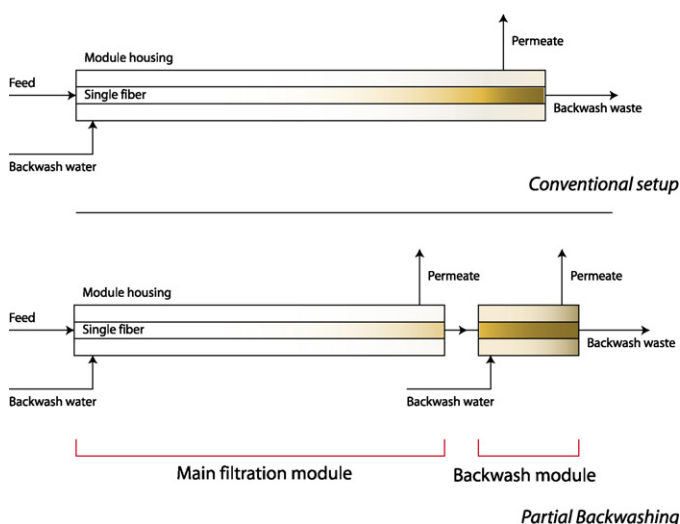 Permeate
Module housing
Feed
Single fiber
Backwash waste
Backwash water
Conventional setup
Permeate
Permeate
Module housing
Feed
Single fiber
Backwash waste
Backwash water
Backwash
water
Main filtration module
Backwash module
Partial Backwashing